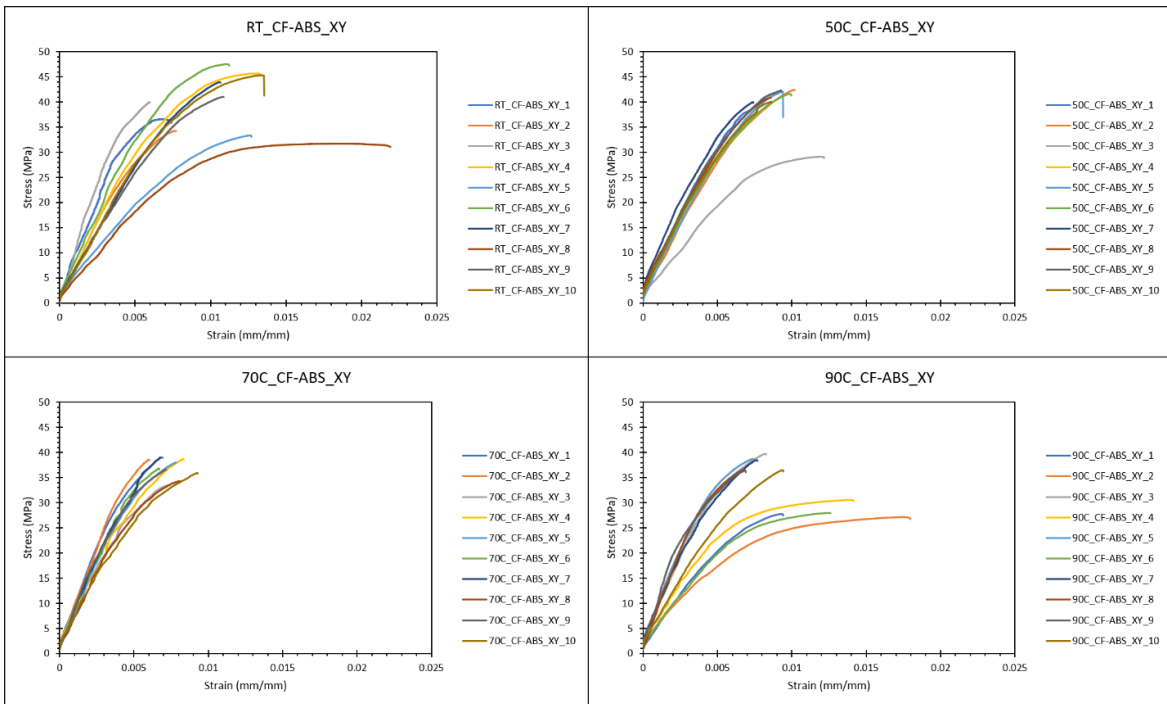 RT_CF-ABS_XY
50
45
40
35
30
25
20
15
10
5
0
Stress (MPa)
0
0.005
0.01
0.015
0.02
0.025
Strain (mm/mm)
RT_CF-ABS_XY_1
RT_CF-ABS_XY_2
RT_CF-ABS_XY_3
RT_CF-ABS_XY_4
RT_CF-ABS_XY_5
RT_CF-ABS_XY_6
RT_CF-ABS_XY_7
RT_CF-ABS_XY_8
RT_CF-ABS_XY_9
RT_CF-ABS_XY_10
50C_CF-ABS_XY
50
45
40
35
30
25
20
15
10
5
0
Stress (MPa)
0
0.005
0.01
0.015
0.02
0.025
Strain (mm/mm)
50C_CF-ABS_XY_1
50C_CF-ABS_XY_2
50C_CF-ABS_XY_3
50C_CF-ABS_XY_4
50C_CF-ABS_XY_5
50C_CF-ABS_XY_6
50C_CF-ABS_XY_7
50C_CF-ABS_XY_8
50C_CF-ABS_XY_9
50C_CF-ABS_XY_10
70C_CF-ABS_XY
50
45
40
35
30
25
20
15
10
5
0
Stress (MPa)
0
0.005
0.01
0.015
0.02
0.025
Strain (mm/mm)
70C_CF-ABS_XY_1
70C_CF-ABS_XY_2
70C_CF-ABS_XY_3
70C_CF-ABS_XY_4
70C_CF-ABS_XY_5
70C_CF-ABS_XY_6
70C_CF-ABS_XY_7
70C_CF-ABS_XY_8
70C_CF-ABS_XY_9
70C_CF-ABS_XY_10
90C_CF-ABS_XY
50
45
40
35
30
25
20
15
10
5
0
Stress (MPa)
0
0.005
0.01
0.015
0.02
0.025
Strain (mm/mm)
90C_CF-ABS_XY_1
90C_CF-ABS_XY_2
90C_CF-ABS_XY_3
90C_CF-ABS_XY_4
90C_CF-ABS_XY_5
90C_CF-ABS_XY_6
90C_CF-ABS_XY_7
90C_CF-ABS_XY_8
90C_CF-ABS_XY_9
90C_CF-ABS_XY_10